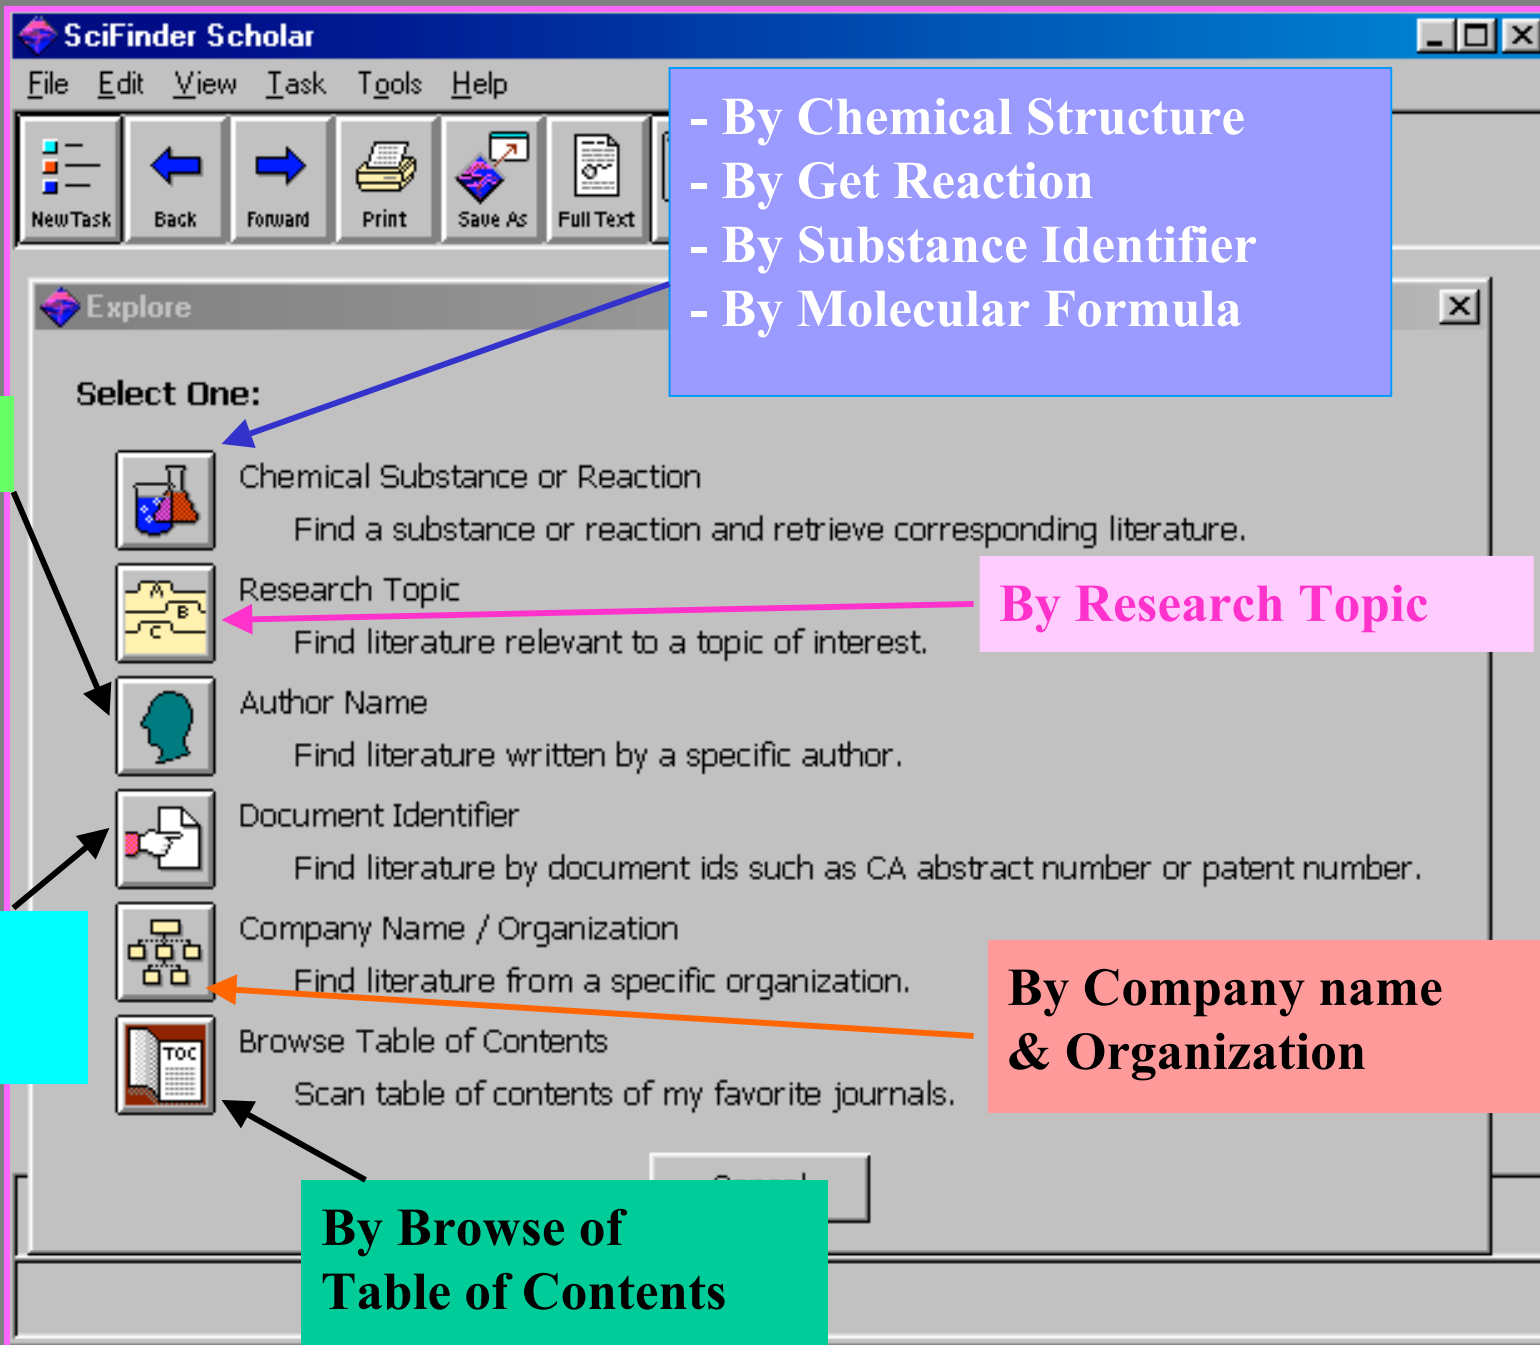 SciFinder Scholar
File Edit View Task Tools Help
New Task Back Forward Print Save As Full Text
- By Chemical Structure
- By Get Reaction
- By Substance Identifier
- By Molecular Formula
Explore
Select One:
Chemical Substance or Reaction
Find a substance or reaction and retrieve corresponding literature.
A
B
C
Research Topic
Find literature relevant to a topic of interest.
By Research Topic
Author Name
Find literature written by a specific author.
Document Identifier
Find literature by document ids such as CA abstract number or patent number.
Company Name / Organization
Find literature from a specific organization.
By Company name
& Organization
TOC
Browse Table of Contents
Scan table of contents of my favorite journals.
By Browse of
Table of Contents